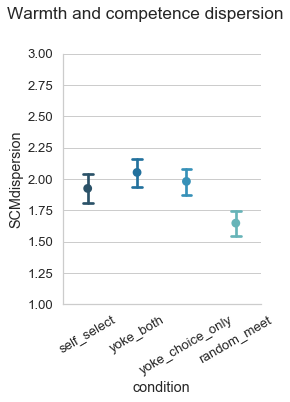 Warmth and competence dispersion
3.00
2.75
2.50
2.25
2.00
1.75
1.50
1.25
1.00
SCMdispersion
self_select
yoke_both
yoke_choice_only
random_meet
condition